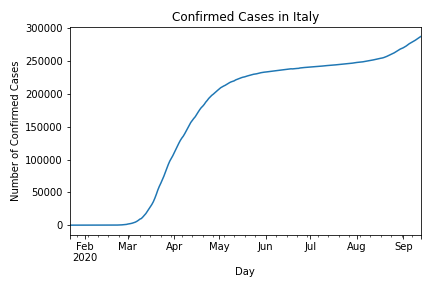 Confirmed Cases in Italy
300000
250000
200000
150000
100000
50000
0
Number of Confirmed Cases
Feb Mar Apr May Jun Jul Aug Sep
2020
Day